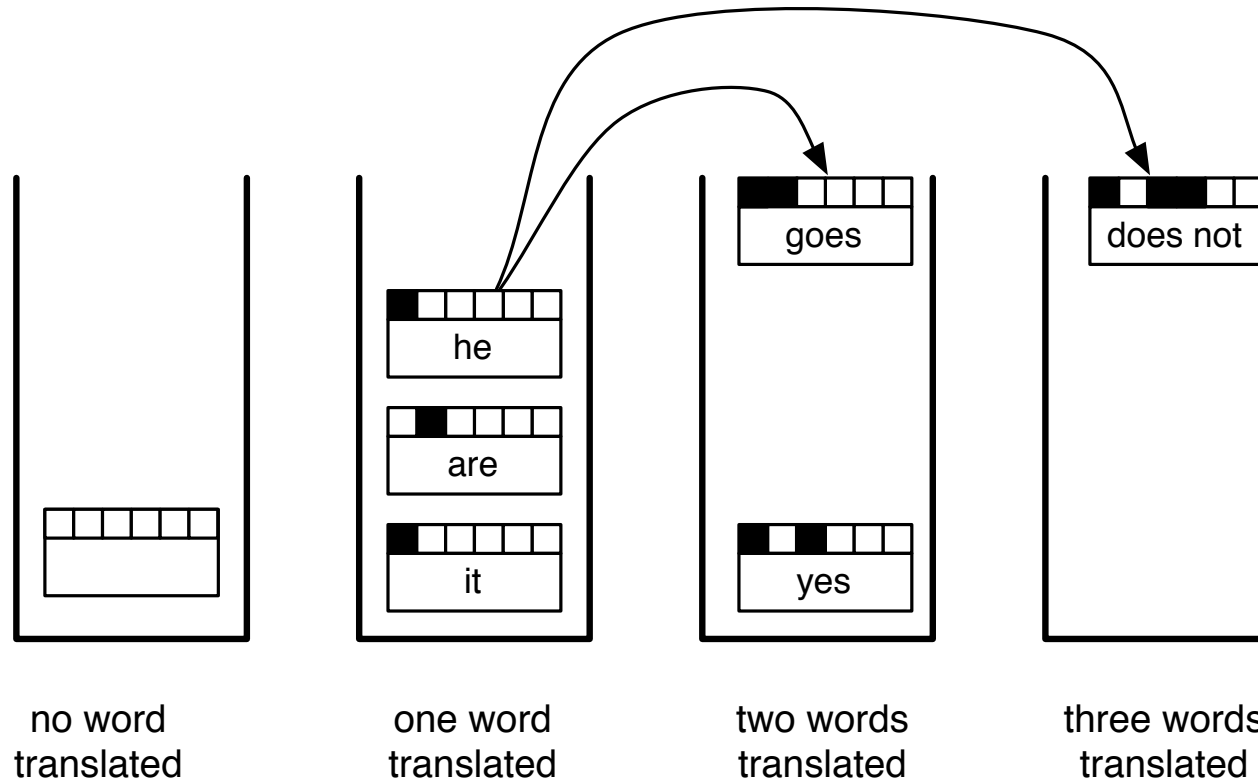 goes
does not
he
are
it
yes
no word
translated
one word
translated
two words
translated
three words
translated